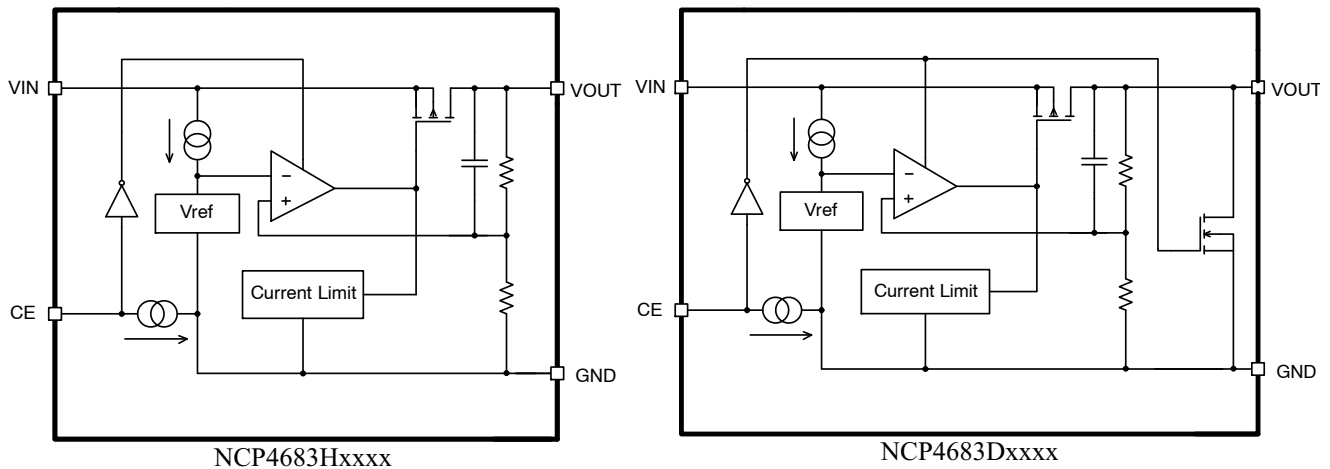 VIN
VOUT
−
+
Vref
Current Limit
CE
GND
NCP4683Hxxxx
VIN
VOUT
−
+
Vref
Current Limit
CE
GND
NCP4683Dxxxx